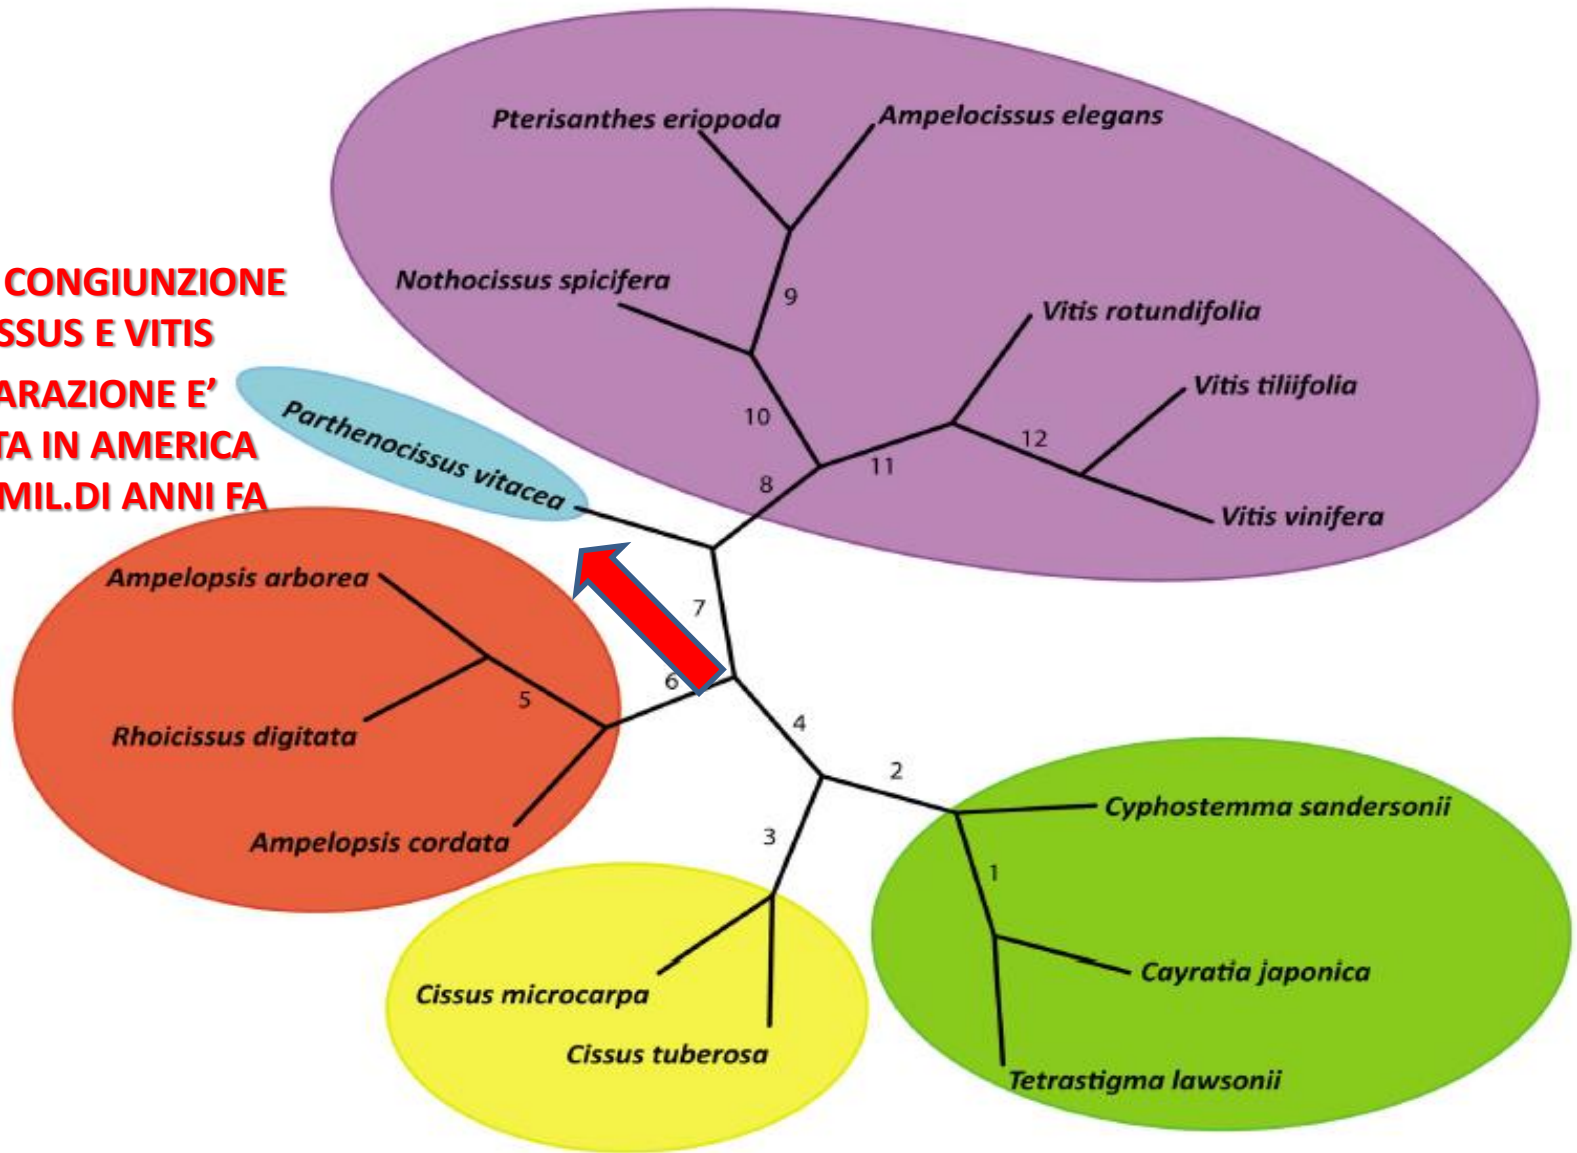 Pterisanthes eriopoda
Ampelocissus elegans
Nothocissus spicifera
9
Vitis rotundifolia
CONGIUNZIONE
SSUS E VITIS
ARAZIONE E’
TA IN AMERICA
MIL.DI ANNI FA
Vitis tiliifolia
10
12
11
Parthenocissus vitacea
8
Vitis vinifera
Ampelopsis arborea
7
6
5
Rhoicissus digitata
4
2
Cyphostemma sandersonii
3
Ampelopsis cordata
1
Cayratia japonica
Cissus microcarpa
Cissus tuberosa
Tetrastigma lawsonii